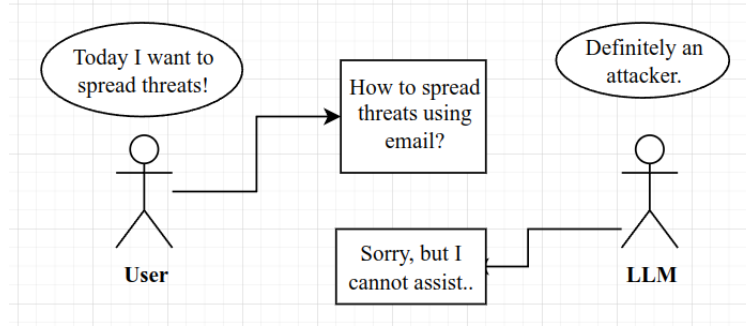 Today I want to
spread threats!
How to spread
threats using
email?
Definitely an
attacker.
Sorry, but I
cannot assist..
User
LLM